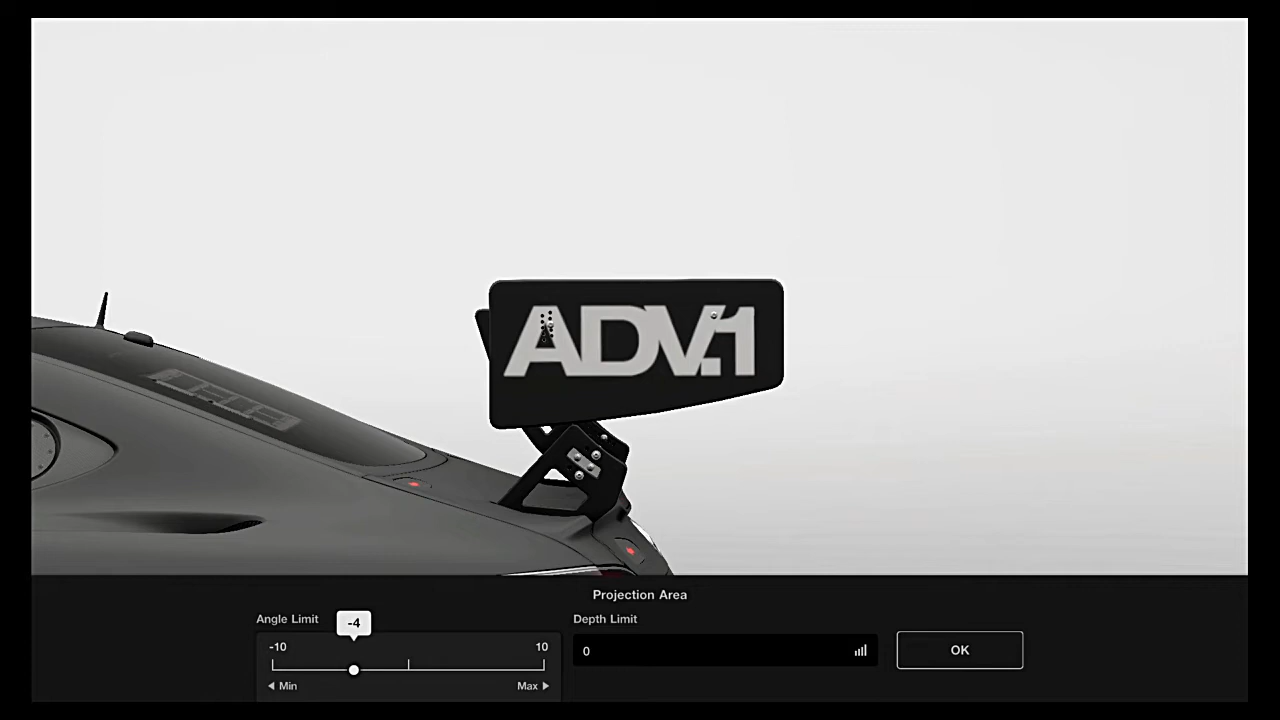 ADV.1
Projection Area
Angle Limit
-4
Depth Limit
-10
10
0
OK
Min
Max